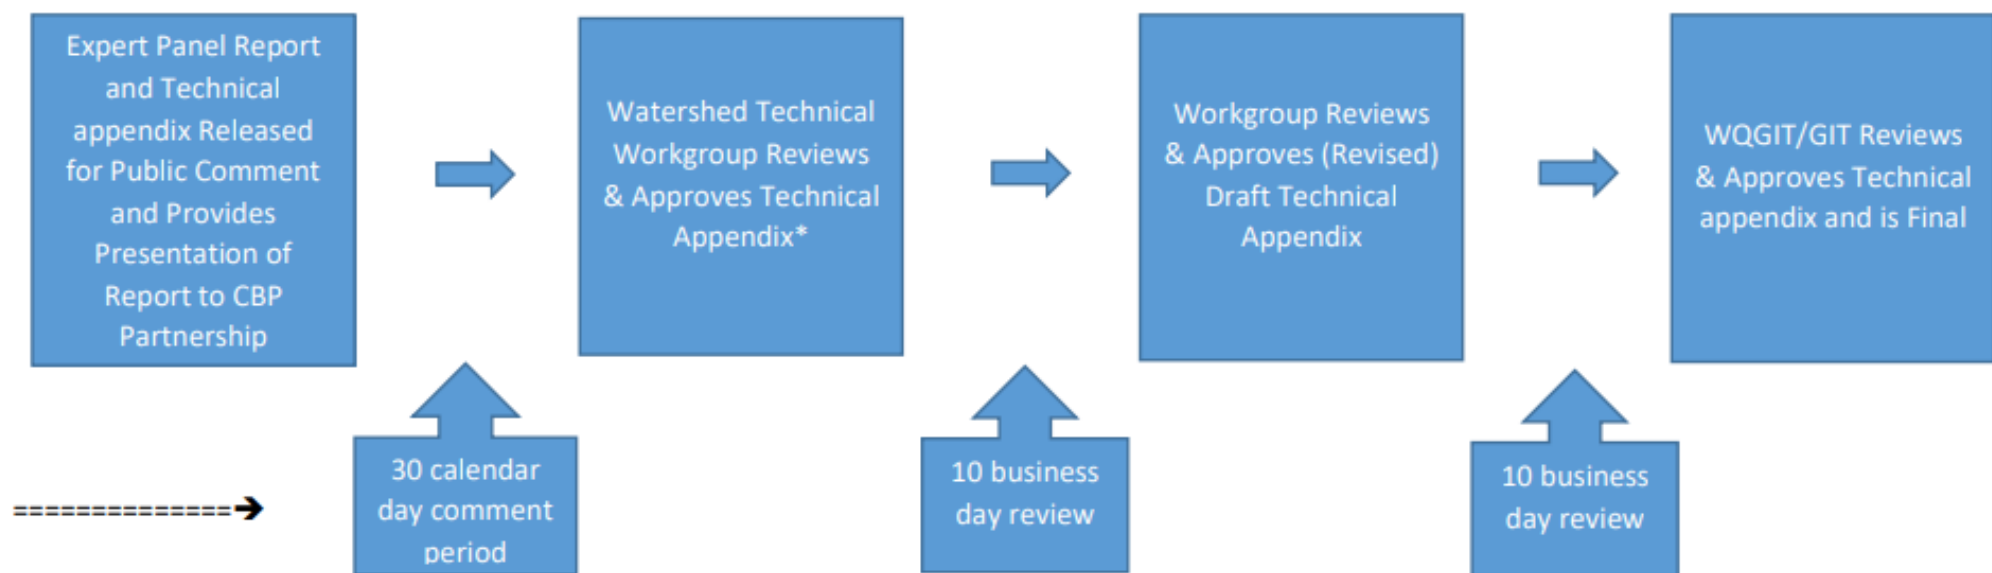 Expert Panel Report
and Technical
appendix Released
for Public Comment
and Provides
Presentation of
Report to CBP
Partnership
Watershed Technical
Workgroup Reviews
& Approves Technical
Appendix*
Workgroup Reviews
& Approves (Revised)
Draft Technical
Appendix
WQGIT/GIT Reviews
& Approves Technical
appendix and is Final
==============➔
30 calendar
day comment
period
10 business
day review
10 business
day review